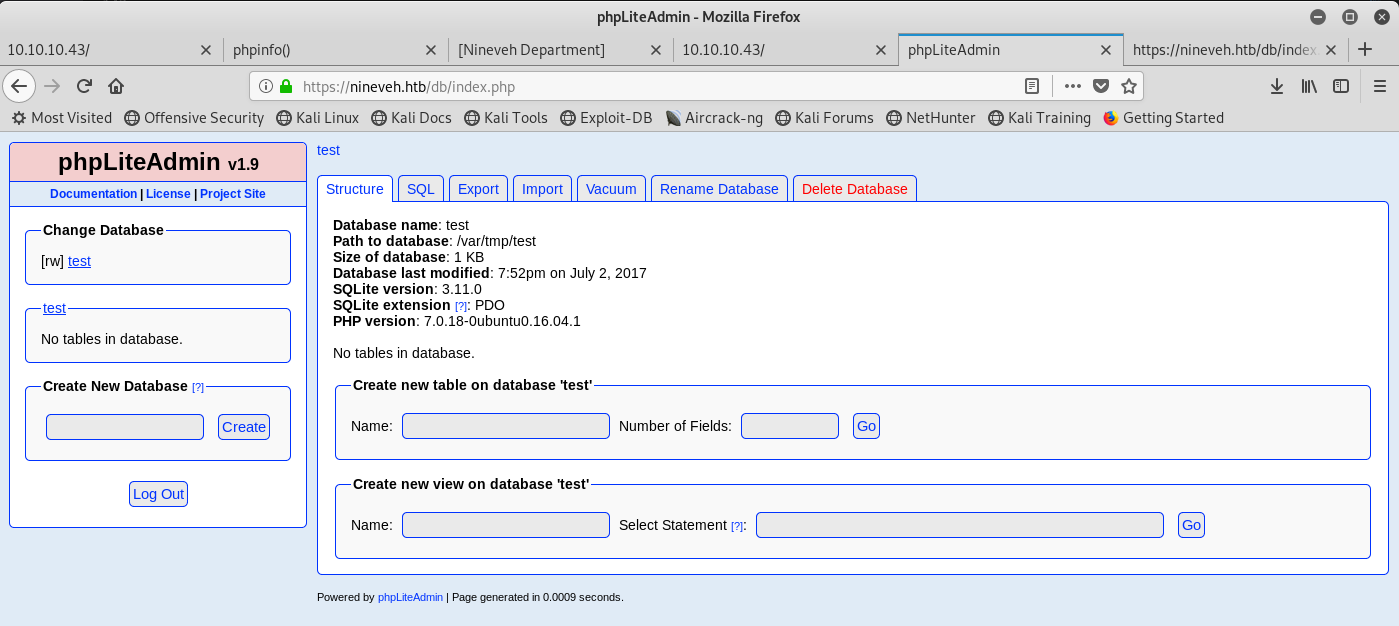 phpLiteAdmin - Mozilla Firefox
10.10.10.43/
phpinfo()
[Nineveh Department]
10.10.10.43/
phpLiteAdmin
https://nineveh.htb/db/index
https://nineveh.htb/db/index.php
Most Visited
Offensive Security
Kali Linux
Kali Docs
Kali Tools
Exploit-DB
Aircrack-ng
Kali Forums
NetHunter
Kali Training
Getting Started
phpLiteAdmin v1.9
Documentation | License | Project Site
Change Database
[rw] test
test
No tables in database.
Create New Database [?]
Create
Log Out
test
Structure
SQL
Export
Import
Vacuum
Rename Database
Delete Database
Database name: test
Path to database: /var/tmp/test
Size of database: 1 KB
Database last modified: 7:52pm on July 2, 2017
SQLite version: 3.11.0
SQLite extension [?]: PDO
PHP version: 7.0.18-0ubuntu0.16.04.1
No tables in database.
Create new table on database 'test'
Name: Number of Fields: Go
Create new view on database 'test'
Name: Select Statement [?]: Go
Powered by phpLiteAdmin | Page generated in 0.0009 seconds.